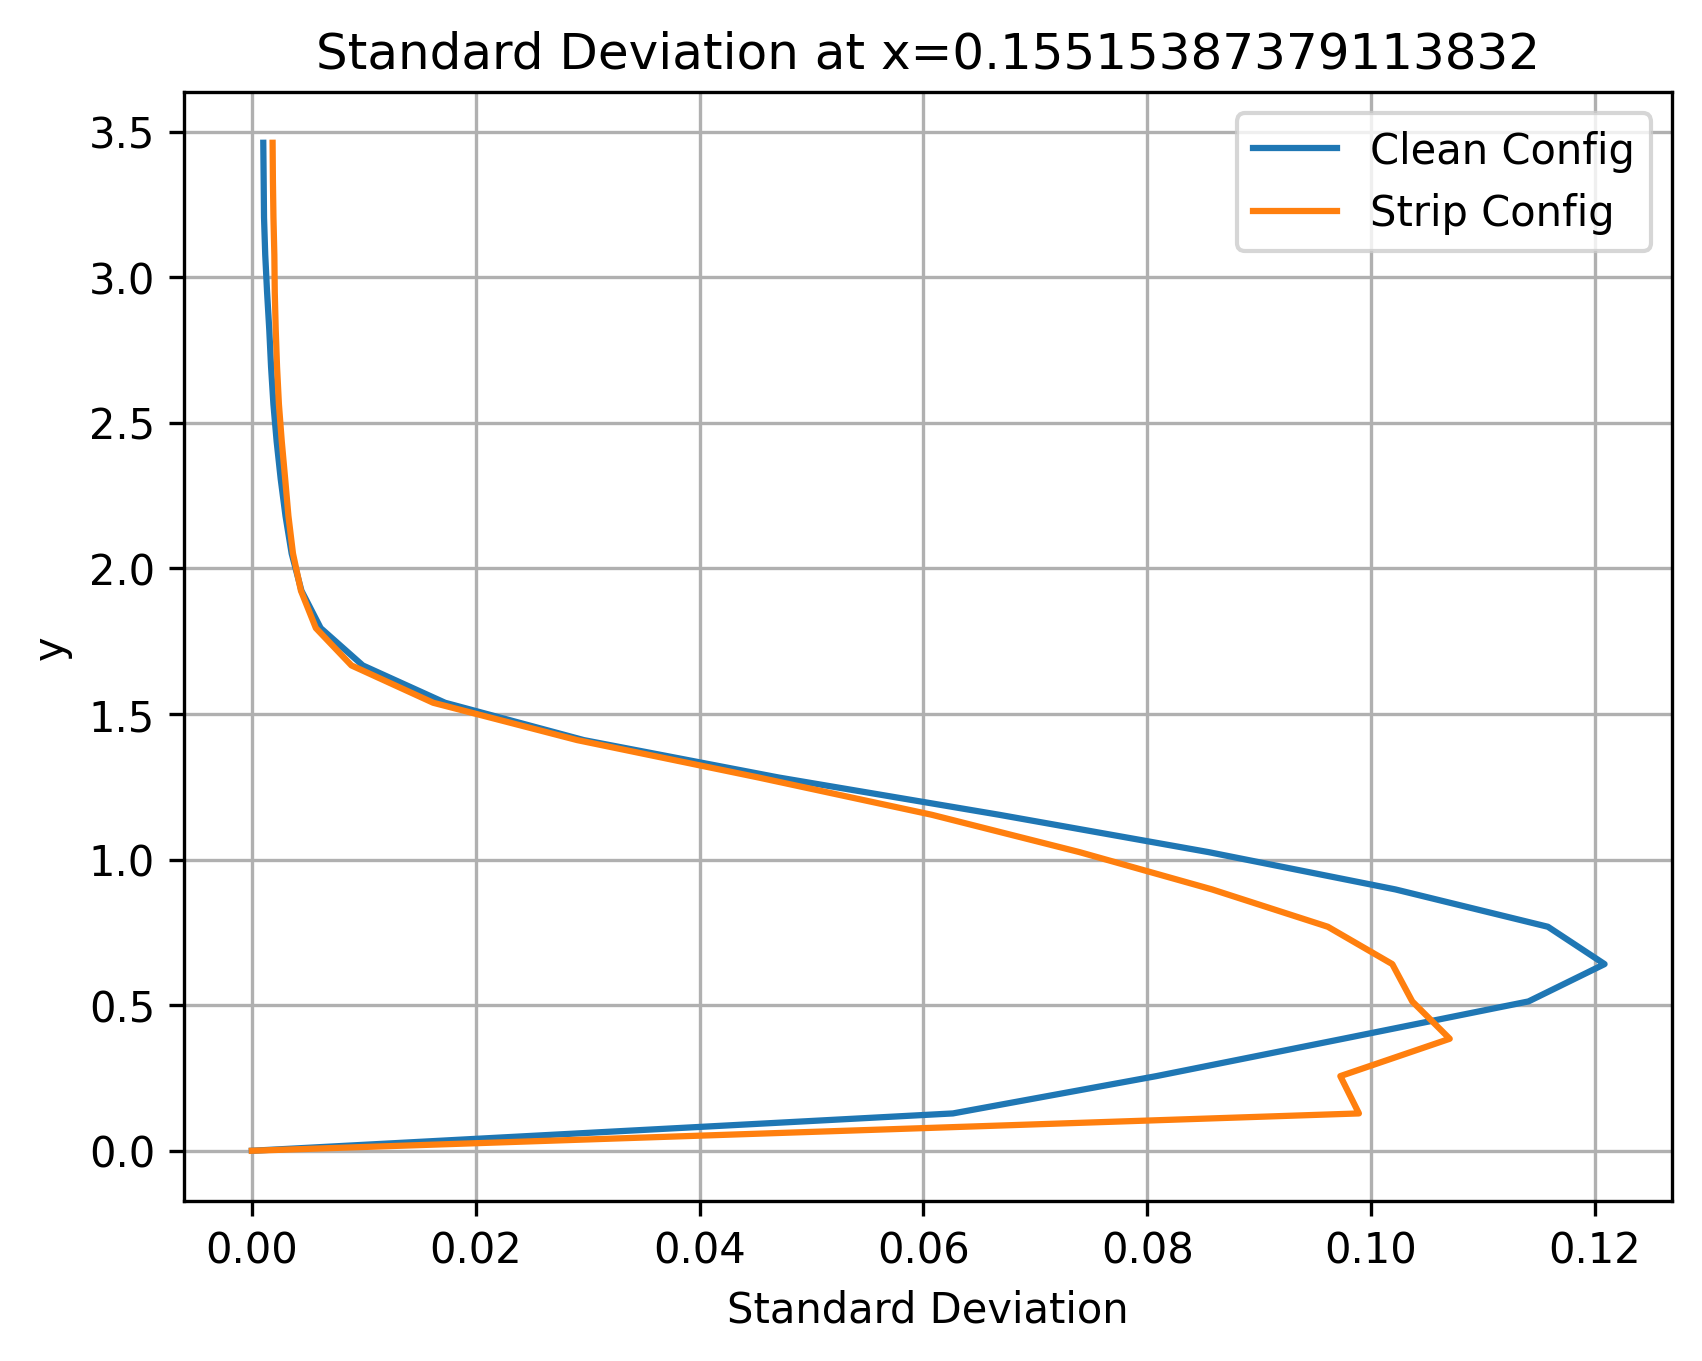 Standard Deviation at x=0.15515387379113832
Clean Config
Strip Config
3.5
3.0
2.5
2.0
1.5
1.0
0.5
0.0
y
0.00 0.02 0.04 0.06 0.08 0.10 0.12
Standard Deviation